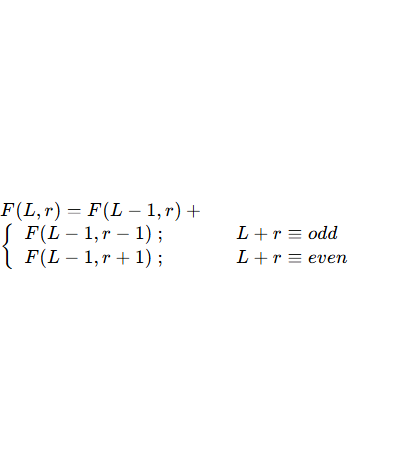 F(L, r) = F(L − 1, r) +
{ F(L − 1, r − 1) ; L + r ≡ odd
F(L − 1, r + 1) ; L + r ≡ even